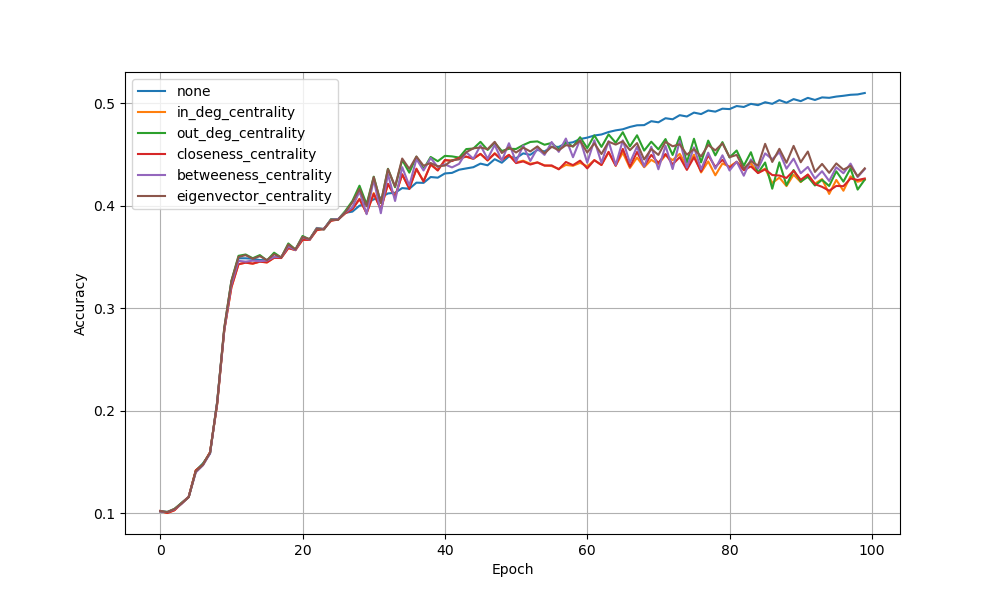 none
in_deg_centrality
out_deg_centrality
closeness_centrality
betweeness_centrality
eigenvector_centrality
0.5
0.4
0.3
0.2
0.1
Accuracy
0 20 40 60 80 100
Epoch